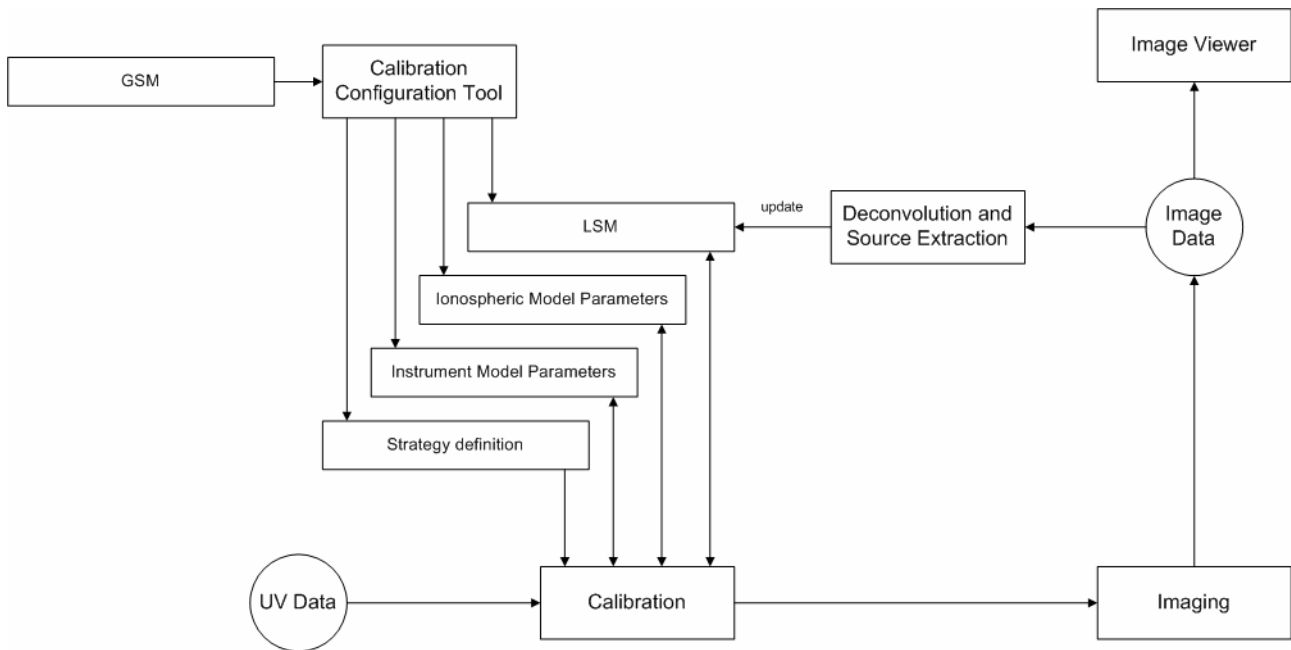 Image Viewer
GSM
Calibration
Configuration Tool
update
LSM
Deconvolution and
Source Extraction
Image
Data
Ionospheric Model Parameters
Instrument Model Parameters
Strategy definition
UV Data
Calibration
Imaging